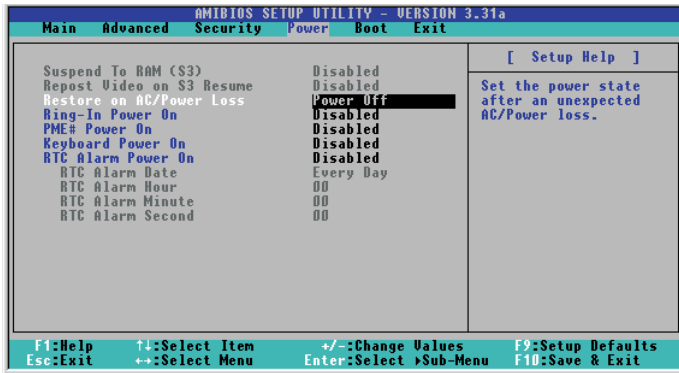 AMIBIOS SETUP UTILITY - VERSION 3.31a
Main Advanced Security Power Boot Exit
[ Setup Help ]
Suspend To RAM (S3) Disabled
Repost Video on S3 Resume Disabled
Restore on AC/Power Loss Power Off
Ring-In Power On Disabled
PME# Power On Disabled
Keyboard Power On Disabled
RTC Alarm Power On Disabled
RTC Alarm Date Every Day
RTC Alarm Hour 00
RTC Alarm Minute 00
RTC Alarm Second 00
Set the power state
after an unexpected
AC/Power loss.
F1:Help ↑↓:Select Item +/-:Change Values F9:Setup Defaults
Esc:Exit ←→:Select Menu Enter:Select ▸Sub-Menu F10:Save & Exit